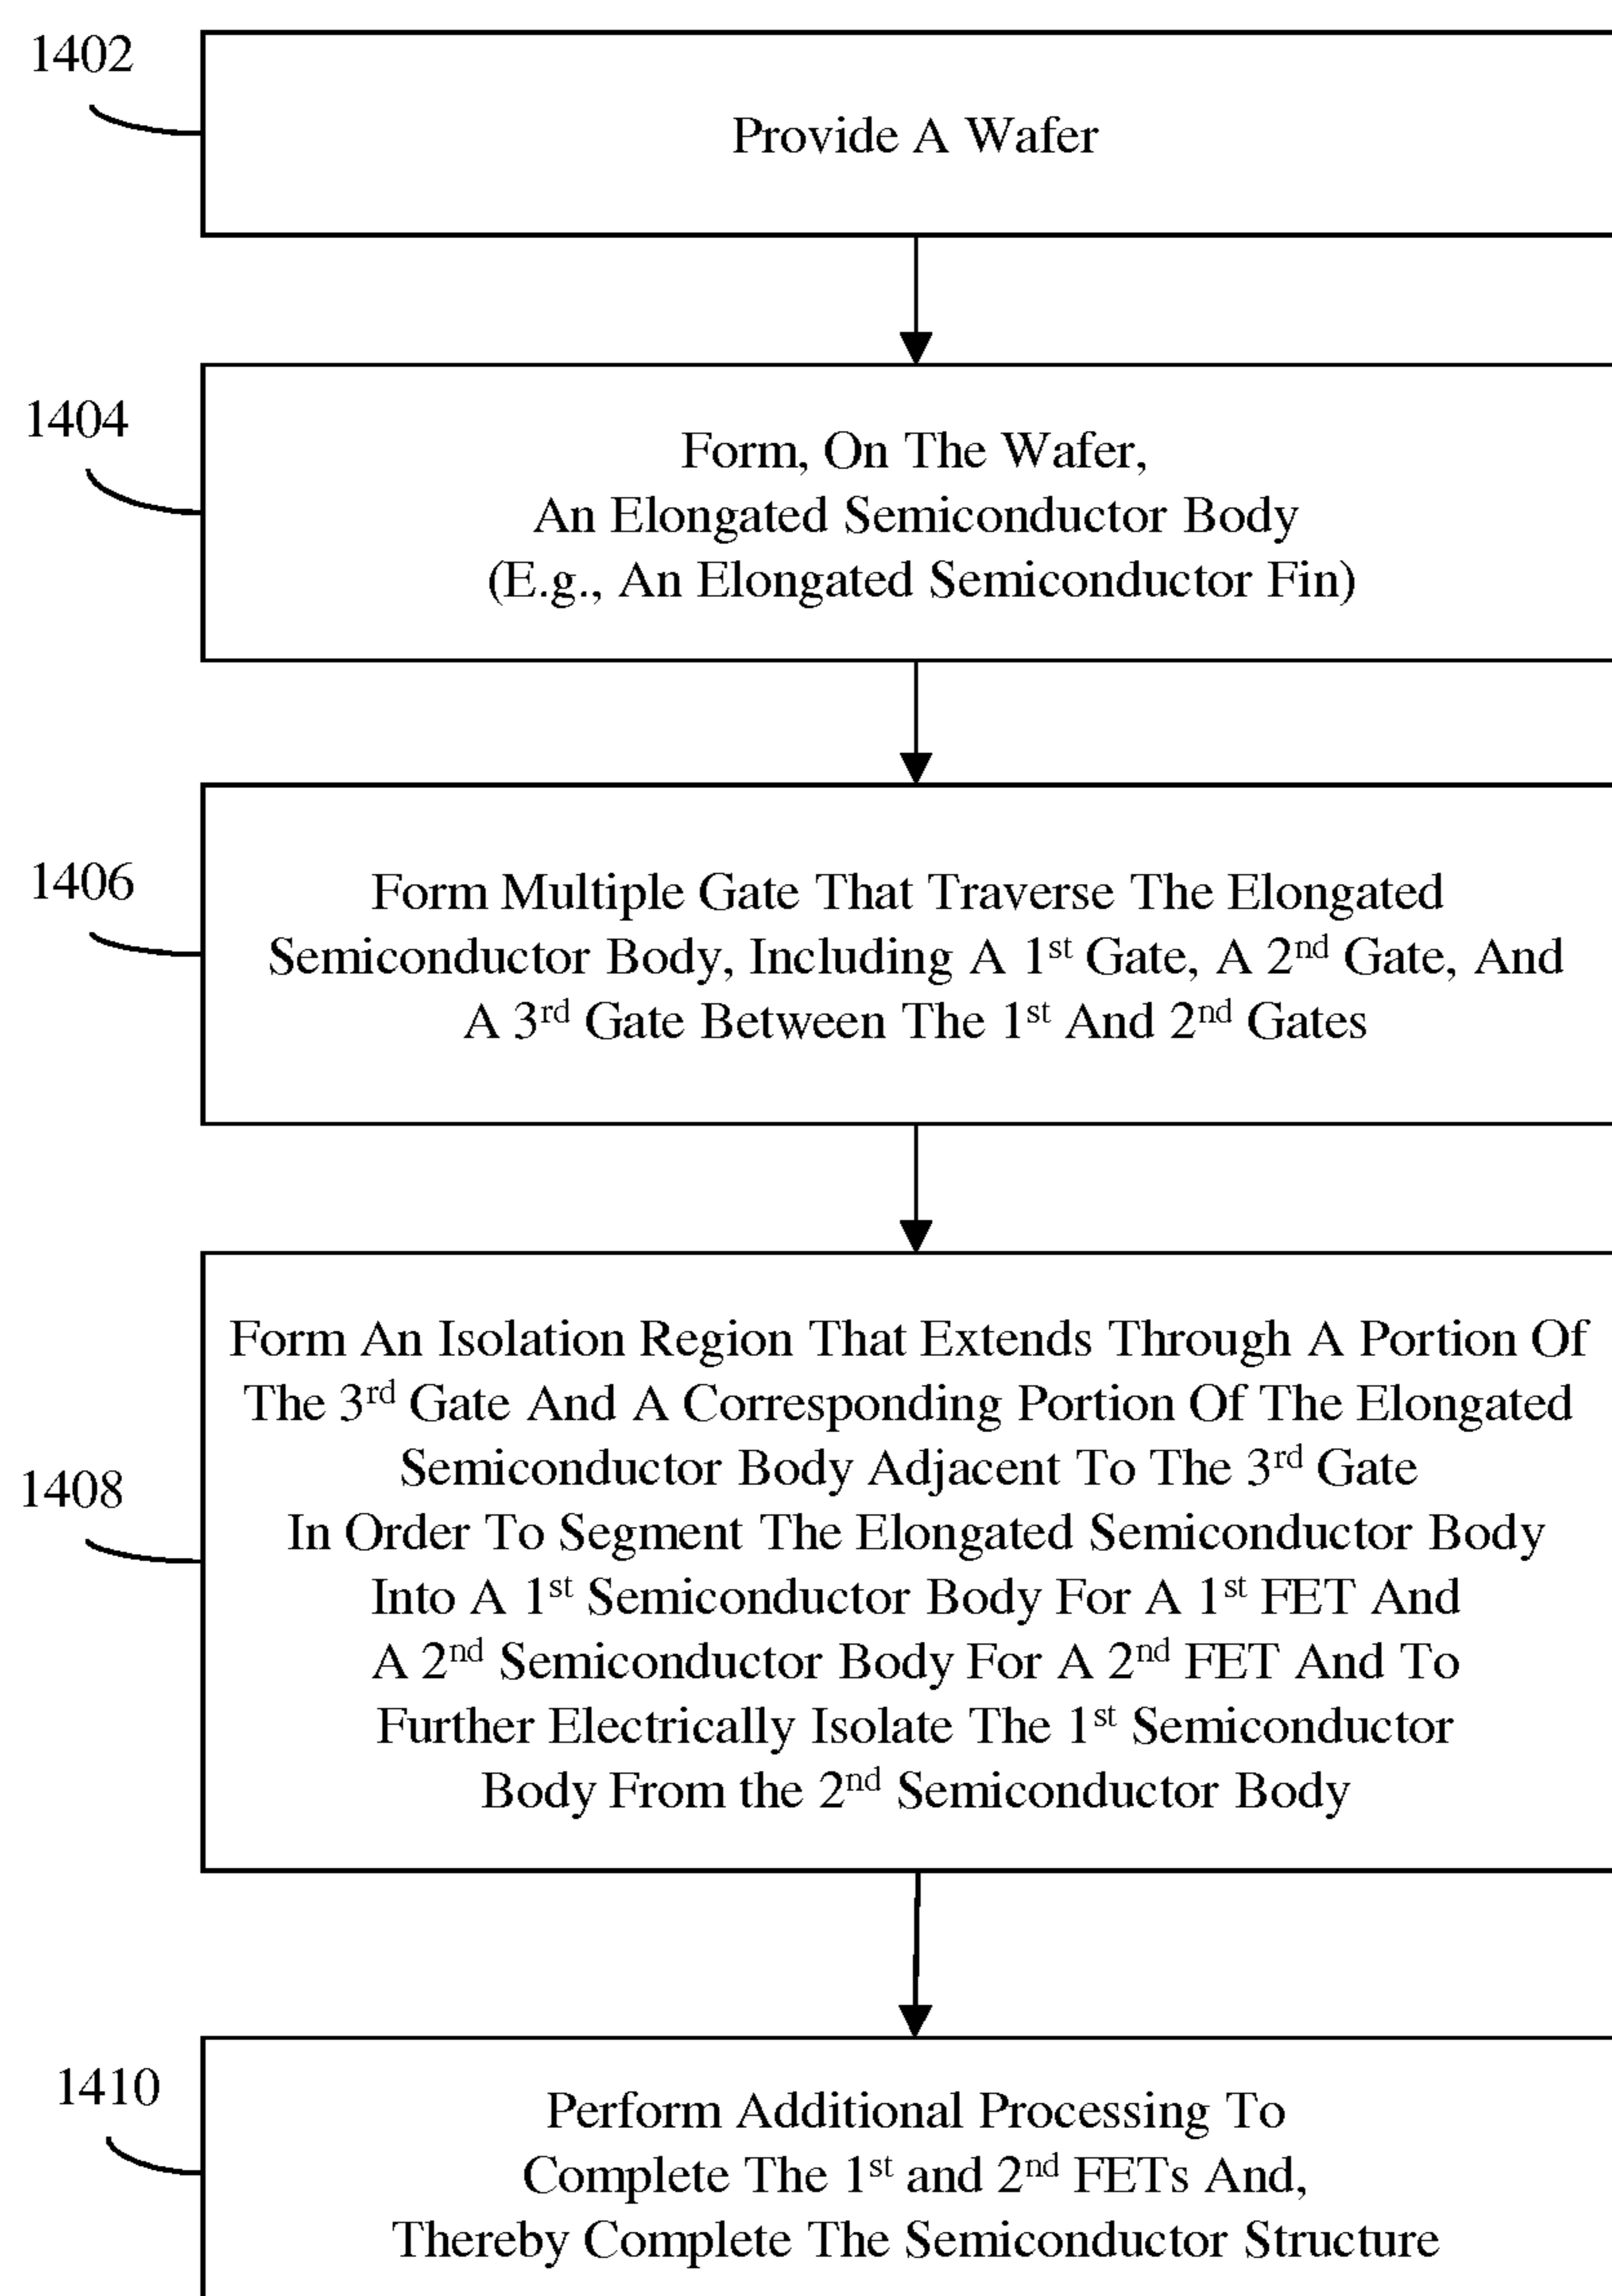 1402
Provide A Wafer
1404
Form, On The Wafer,
An Elongated Semiconductor Body
(E.g., An Elongated Semiconductor Fin)
1406
Form Multiple Gate That Traverse The Elongated
Semiconductor Body, Including A 1st Gate, A 2nd Gate, And
A 3rd Gate Between The 1st And 2nd Gates
1408
Form An Isolation Region That Extends Through A Portion Of
The 3rd Gate And A Corresponding Portion Of The Elongated
Semiconductor Body Adjacent To The 3rd Gate
In Order To Segment The Elongated Semiconductor Body
Into A 1st Semiconductor Body For A 1st FET And
A 2nd Semiconductor Body For A 2nd FET And To
Further Electrically Isolate The 1st Semiconductor
Body From the 2nd Semiconductor Body
1410
Perform Additional Processing To
Complete The 1st and 2nd FETs And,
Thereby Complete The Semiconductor Structure